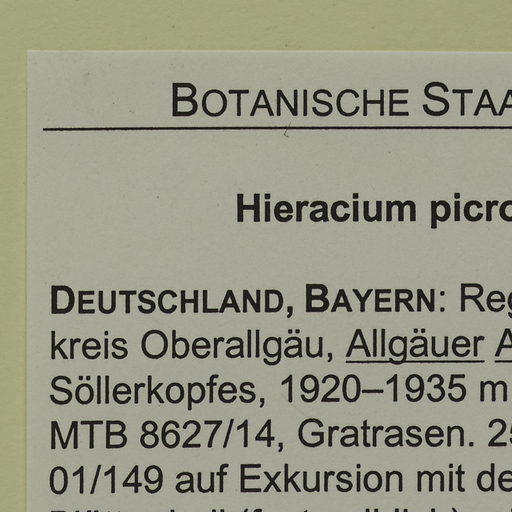 BOTANISCHE STAA
Hieracium picro
DEUTSCHLAND, BAYERN: Reg
kreis Oberallgäu, Allgäuer A
Söllerkopfes, 1920–1935 m
MTB 8627/14, Gratrasen. 25
01/149 auf Exkursion mit de